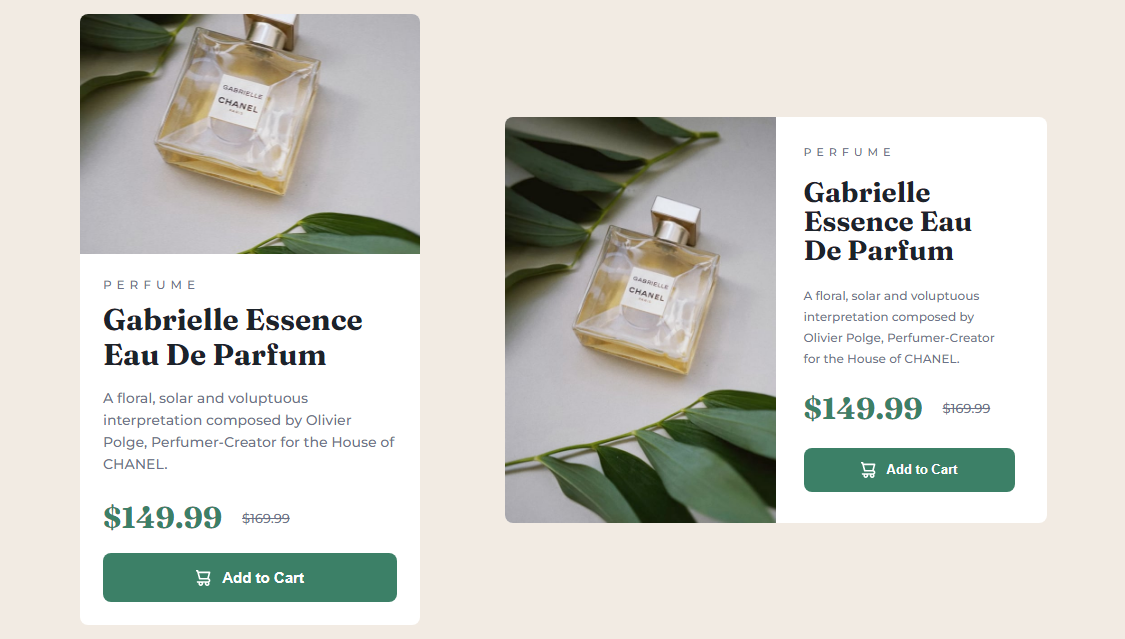 GABRIELLE
CHANEL
PARIS
PERFUME
Gabrielle Essence
Eau De Parfum
A floral, solar and voluptuous
interpretation composed by Olivier
Polge, Perfumer-Creator for the House of
CHANEL.
$149.99 $169.99
Add to Cart
GABRIELLE
CHANEL
PARIS
PERFUME
Gabrielle
Essence Eau
De Parfum
A floral, solar and voluptuous
interpretation composed by
Olivier Polge, Perfumer-Creator
for the House of CHANEL.
$149.99 $169.99
Add to Cart